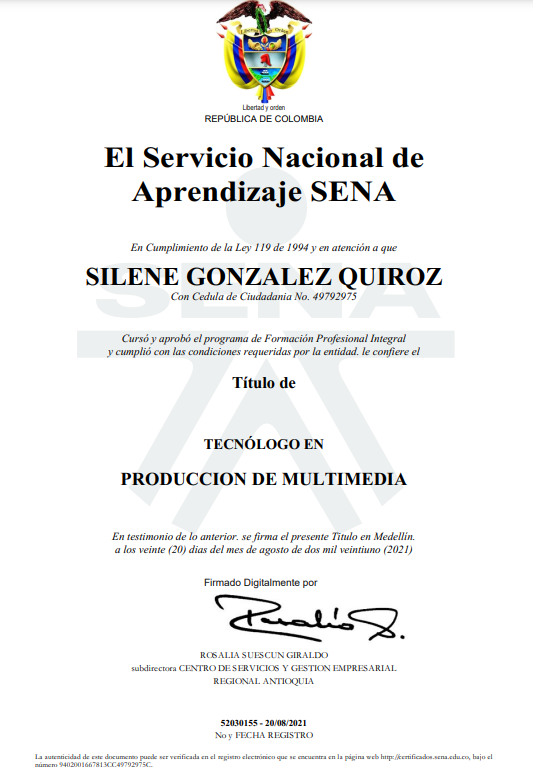 Libertad y Orden
Libertad y orden
REPÚBLICA DE COLOMBIA
El Servicio Nacional de
Aprendizaje SENA
En Cumplimiento de la Ley 119 de 1994 y en atención a que
SILENE GONZALEZ QUIROZ
SENA
Con Cedula de Ciudadania No. 49792975
Cursó y aprobó el programa de Formación Profesional Integral
y cumplió con las condiciones requeridas por la entidad. le confiere el
Título de
TECNÓLOGO EN
PRODUCCION DE MULTIMEDIA
En testimonio de lo anterior. se firma el presente Título en Medellín.
a los veinte (20) dias del mes de agosto de dos mil veintiuno (2021)
Firmado Digitalmente por
Rosalía S.
ROSALIA SUESCUN GIRALDO
subdirectora CENTRO DE SERVICIOS Y GESTION EMPRESARIAL
REGIONAL ANTIOQUIA
52030155 - 20/08/2021
No y FECHA REGISTRO
La autenticidad de este documento puede ser verificada en el registro electrónico que se encuentra en la página web http://certificados.sena.edu.co, bajo el
número 9402001667813CC49792975C.